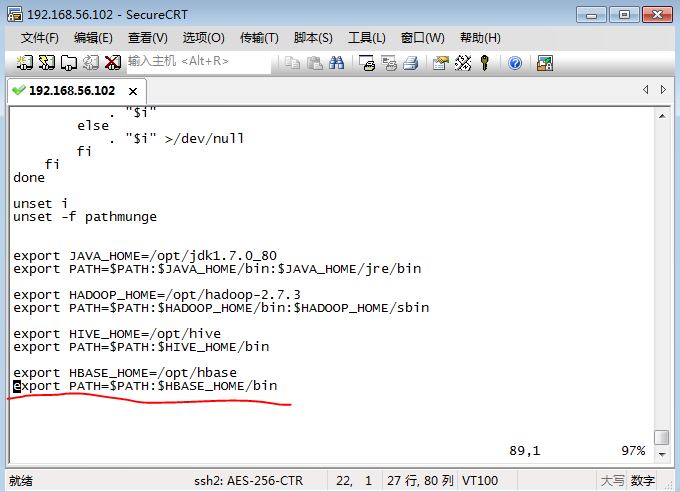 192.168.56.102 - SecureCRT
文件(F) 编辑(E) 查看(V) 选项(O) 传输(T) 脚本(S) 工具(L) 窗口(W) 帮助(H)
输入主机 <Alt+R>
192.168.56.102
. "$i"
else
. "$i" >/dev/null
fi
fi
done
unset i
unset -f pathmunge
export JAVA_HOME=/opt/jdk1.7.0_80
export PATH=$PATH:$JAVA_HOME/bin:$JAVA_HOME/jre/bin
export HADOOP_HOME=/opt/hadoop-2.7.3
export PATH=$PATH:$HADOOP_HOME/bin:$HADOOP_HOME/sbin
export HIVE_HOME=/opt/hive
export PATH=$PATH:$HIVE_HOME/bin
export HBASE_HOME=/opt/hbase
export PATH=$PATH:$HBASE_HOME/bin
89,1 97%
就绪 ssh2: AES-256-CTR 22, 1 27 行, 80 列 VT100 大写 数字